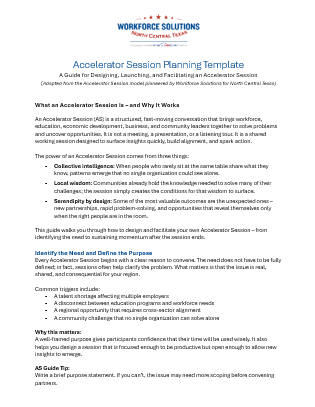 WORKFORCE SOLUTIONS
NORTH CENTRAL TEXAS
Accelerator Session Planning Template
A Guide for Designing, Launching, and Facilitating an Accelerator Session
(Adapted from the Accelerator Session model pioneered by Workforce Solutions for North Central Texas)
What an Accelerator Session Is – and Why It Works
An Accelerator Session (AS) is a structured, fast-moving conversation that brings workforce,
education, economic development, business, and community leaders together to solve problems
and uncover opportunities. It is not a meeting, a presentation, or a listening tour. It is a shared
working session designed to surface insights quickly, build alignment, and spark action.
The power of an Accelerator Session comes from three things:
• Collective intelligence: When people who rarely sit at the same table share what they
know, patterns emerge that no single organization could see alone.
• Local wisdom: Communities already hold the knowledge needed to solve many of their
challenges; the session simply creates the conditions for that wisdom to surface.
• Serendipity by design: Some of the most valuable outcomes are the unexpected ones –
new partnerships, rapid problem-solving, and opportunities that reveal themselves only
when the right people are in the room.
This guide walks you through how to design and facilitate your own Accelerator Session – from
identifying the need to sustaining momentum after the session ends.
Identify the Need and Define the Purpose
Every Accelerator Session begins with a clear reason to convene. The need does not have to be fully
defined; in fact, sessions often help clarify the problem. What matters is that the issue is real,
shared, and consequential for your region.
Common triggers include:
• A talent shortage affecting multiple employers
• A disconnect between education programs and workforce needs
• A regional opportunity that requires cross-sector alignment
• A community challenge that no single organization can solve alone
Why this matters:
A well-framed purpose gives participants confidence that their time will be used wisely. It also
helps you design a session that is focused enough to be productive but open enough to allow new
insights to emerge.
AS Guide Tip:
Write a brief purpose statement. If you can't, the issue may need more scoping before convening
partners.